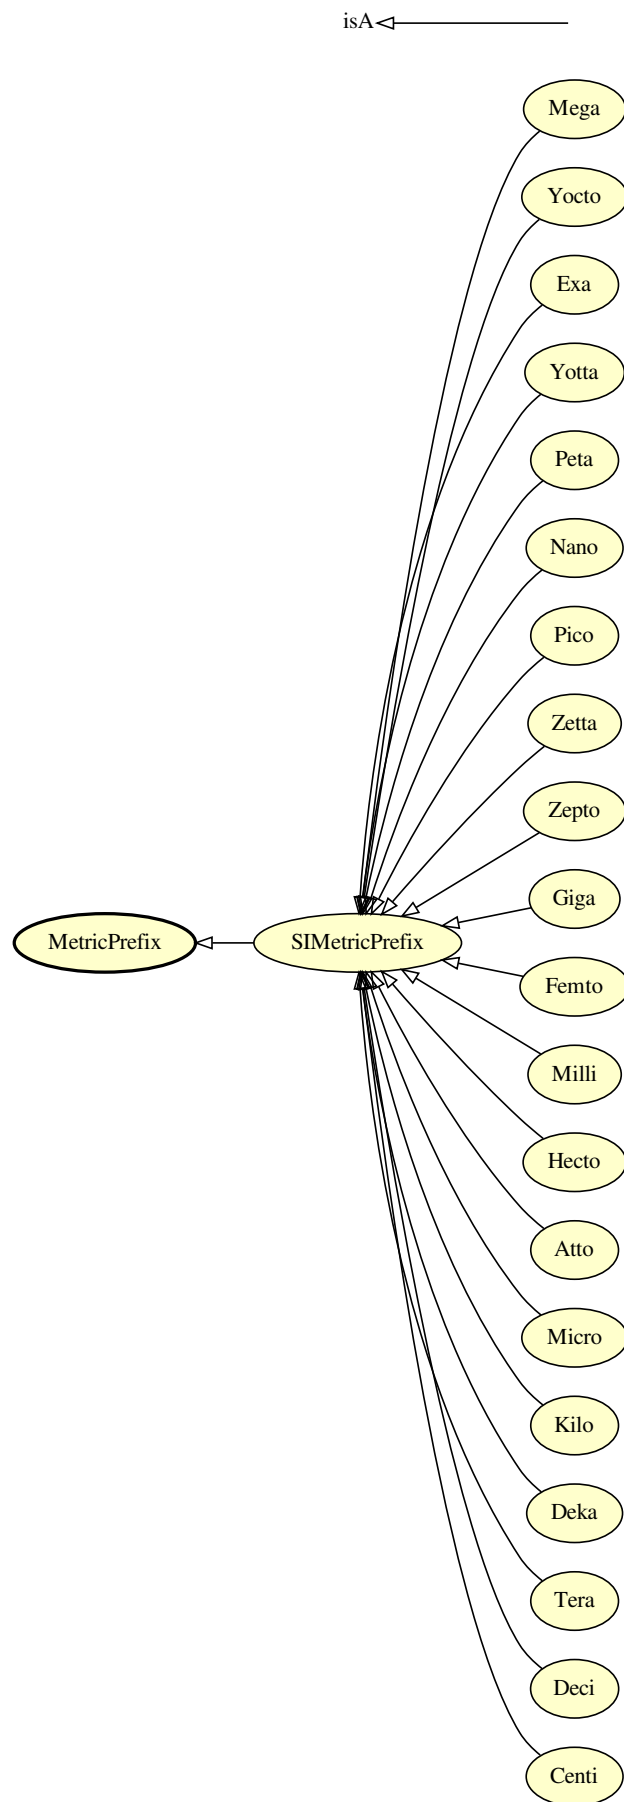 isA
Mega
Yocto
Exa
Yotta
Peta
Nano
Pico
Zetta
Zepto
Giga
MetricPrefix
SIMetricPrefix
Femto
Milli
Hecto
Atto
Micro
Kilo
Deka
Tera
Deci
Centi